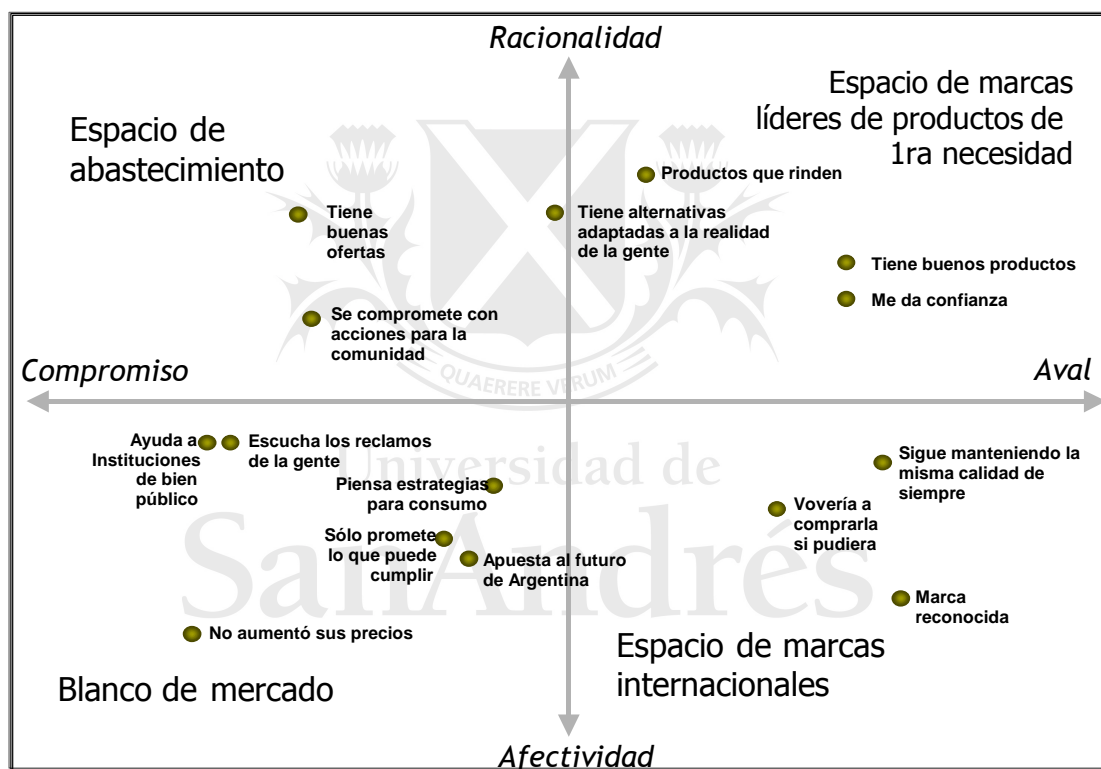 Racionalidad
Espacio de marcas
líderes de productos de
1ra necesidad
Espacio de
abastecimiento
Productos que rinden
Tiene
buenas
ofertas
Tiene alternativas
adaptadas a la realidad
de la gente
Tiene buenos productos
Me da confianza
Se compromete con
acciones para la
comunidad
Compromiso
Aval
QUAERERE VERUM
Ayuda a
Instituciones
de bien
público
Escucha los reclamos
de la gente
Universidad de
SanAndrés
Piensa estrategias
para consumo
Sigue manteniendo la
misma calidad de
siempre
Vovería a
comprarla
si pudiera
Sólo promete
lo que puede
cumplir
Apuesta al futuro
de Argentina
Marca
reconocida
No aumentó sus precios
Espacio de marcas
internacionales
Blanco de mercado
Afectividad